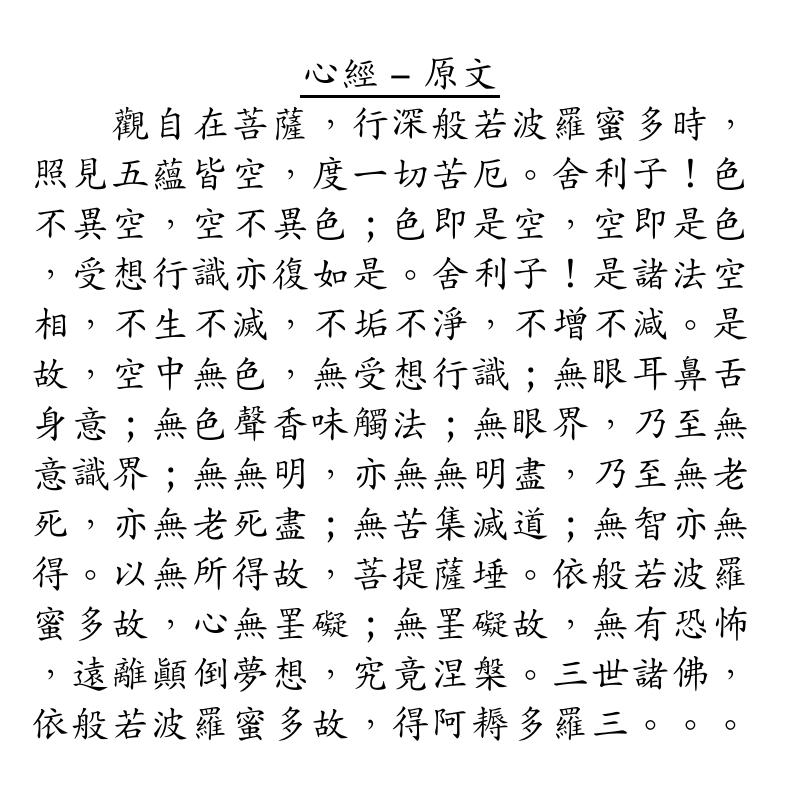 心經 – 原文
觀自在菩薩，行深般若波羅蜜多時，
照見五蘊皆空，度一切苦厄。舍利子！色
不異空，空不異色；色即是空，空即是色
，受想行識亦復如是。舍利子！是諸法空
相，不生不滅，不垢不淨，不增不減。是
故，空中無色，無受想行識；無眼耳鼻舌
身意；無色聲香味觸法；無眼界，乃至無
意識界；無無明，亦無無明盡，乃至無老
死，亦無老死盡；無苦集滅道；無智亦無
得。以無所得故，菩提薩埵。依般若波羅
蜜多故，心無罣礙；無罣礙故，無有恐怖
，遠離顚倒夢想，究竟涅槃。三世諸佛，
依般若波羅蜜多故，得阿耨多羅三。。。